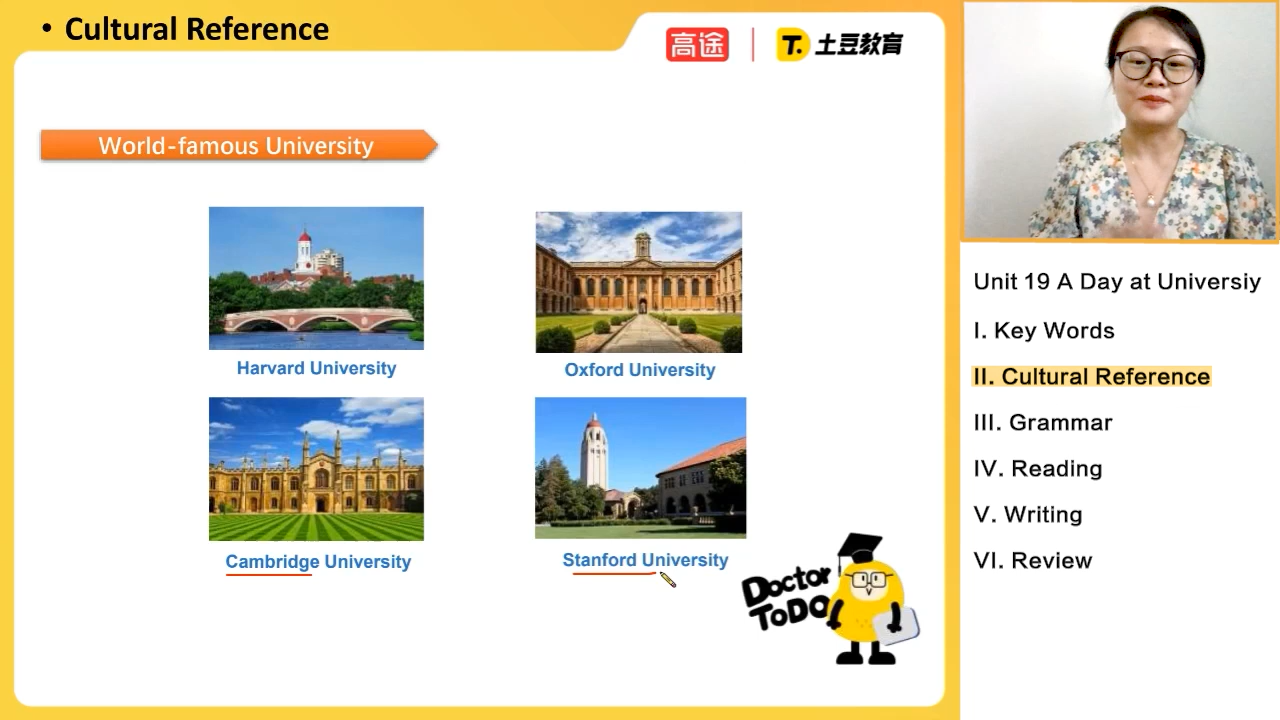 • Cultural Reference
高途
T. 土豆教育
World-famous University
Harvard University
Oxford University
Cambridge University
Stanford University
Doctor
ToDo
Unit 19 A Day at Universiy
I. Key Words
II. Cultural Reference
III. Grammar
IV. Reading
V. Writing
VI. Review